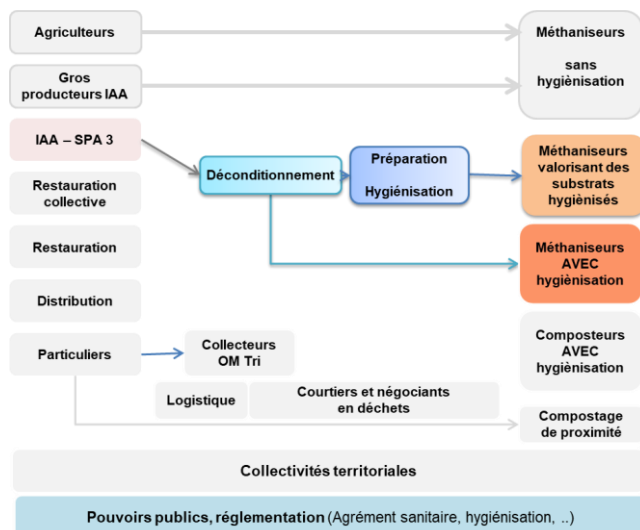 Agriculteurs
Méthaniseurs
sans
hygiènisation
Gros
producteurs IAA
IAA – SPA 3
Déconditionnement
Préparation
Hygiénisation
Méthaniseurs
valorisant des
substrats
hygiènisés
Restauration
collective
Restauration
Méthaniseurs
AVEC
hygiènisation
Distribution
Particuliers
Collecteurs
OM Tri
Composteurs
AVEC
hygiènisation
Logistique
Courtiers et négociants
en déchets
Compostage
de proximité
Collectivités territoriales
Pouvoirs publics, réglementation (Agrément sanitaire, hygiénisation, ..)